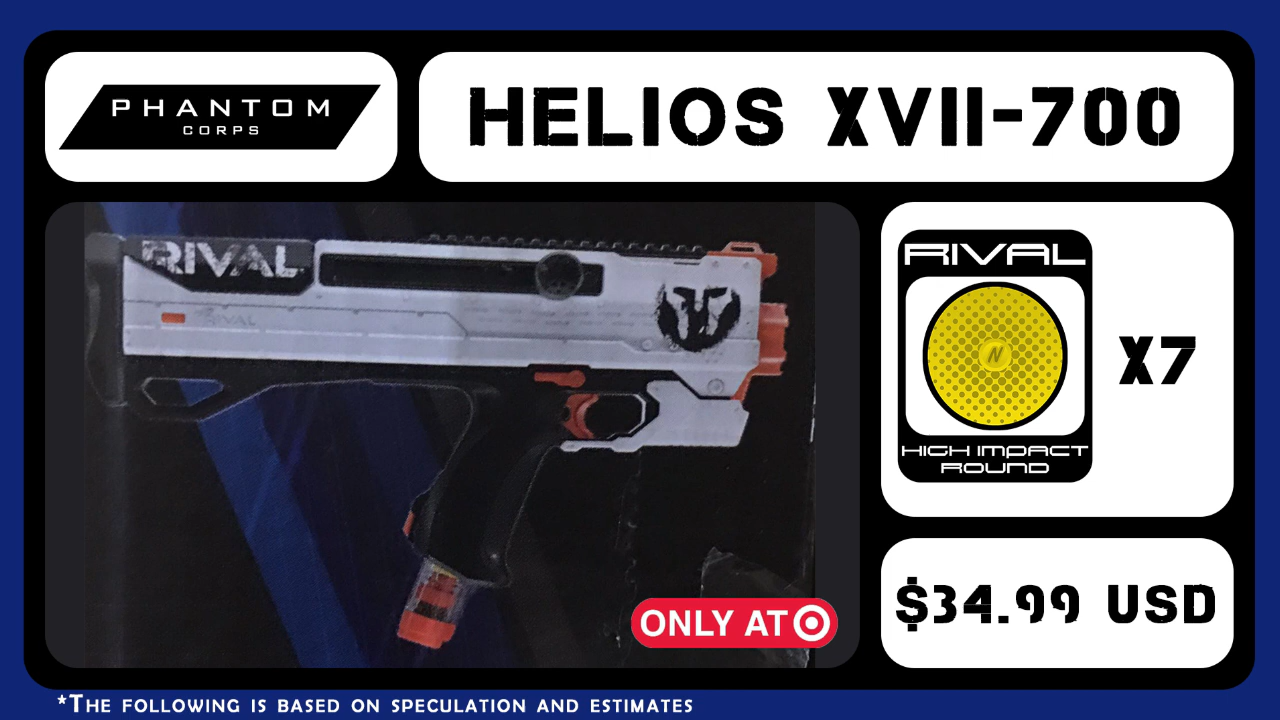 PHANTOM
CORPS
HELIOS XVII-700
RIVAL
RIVAL
RIVAL
N
HIGH IMPACT
ROUND
X7
ONLY AT
$34.99 USD
*THE FOLLOWING IS BASED ON SPECULATION AND ESTIMATES